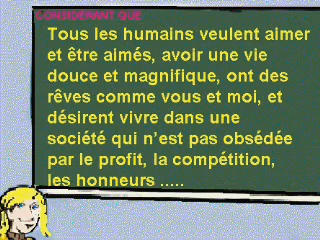 CONSIDERANT QUE
Tous les humains veulent aimer
et être aimés, avoir une vie
douce et magnifique, ont des
rêves comme vous et moi, et
désirent vivre dans une
société qui n'est pas obsédée
par le profit, la compétition,
les honneurs .....